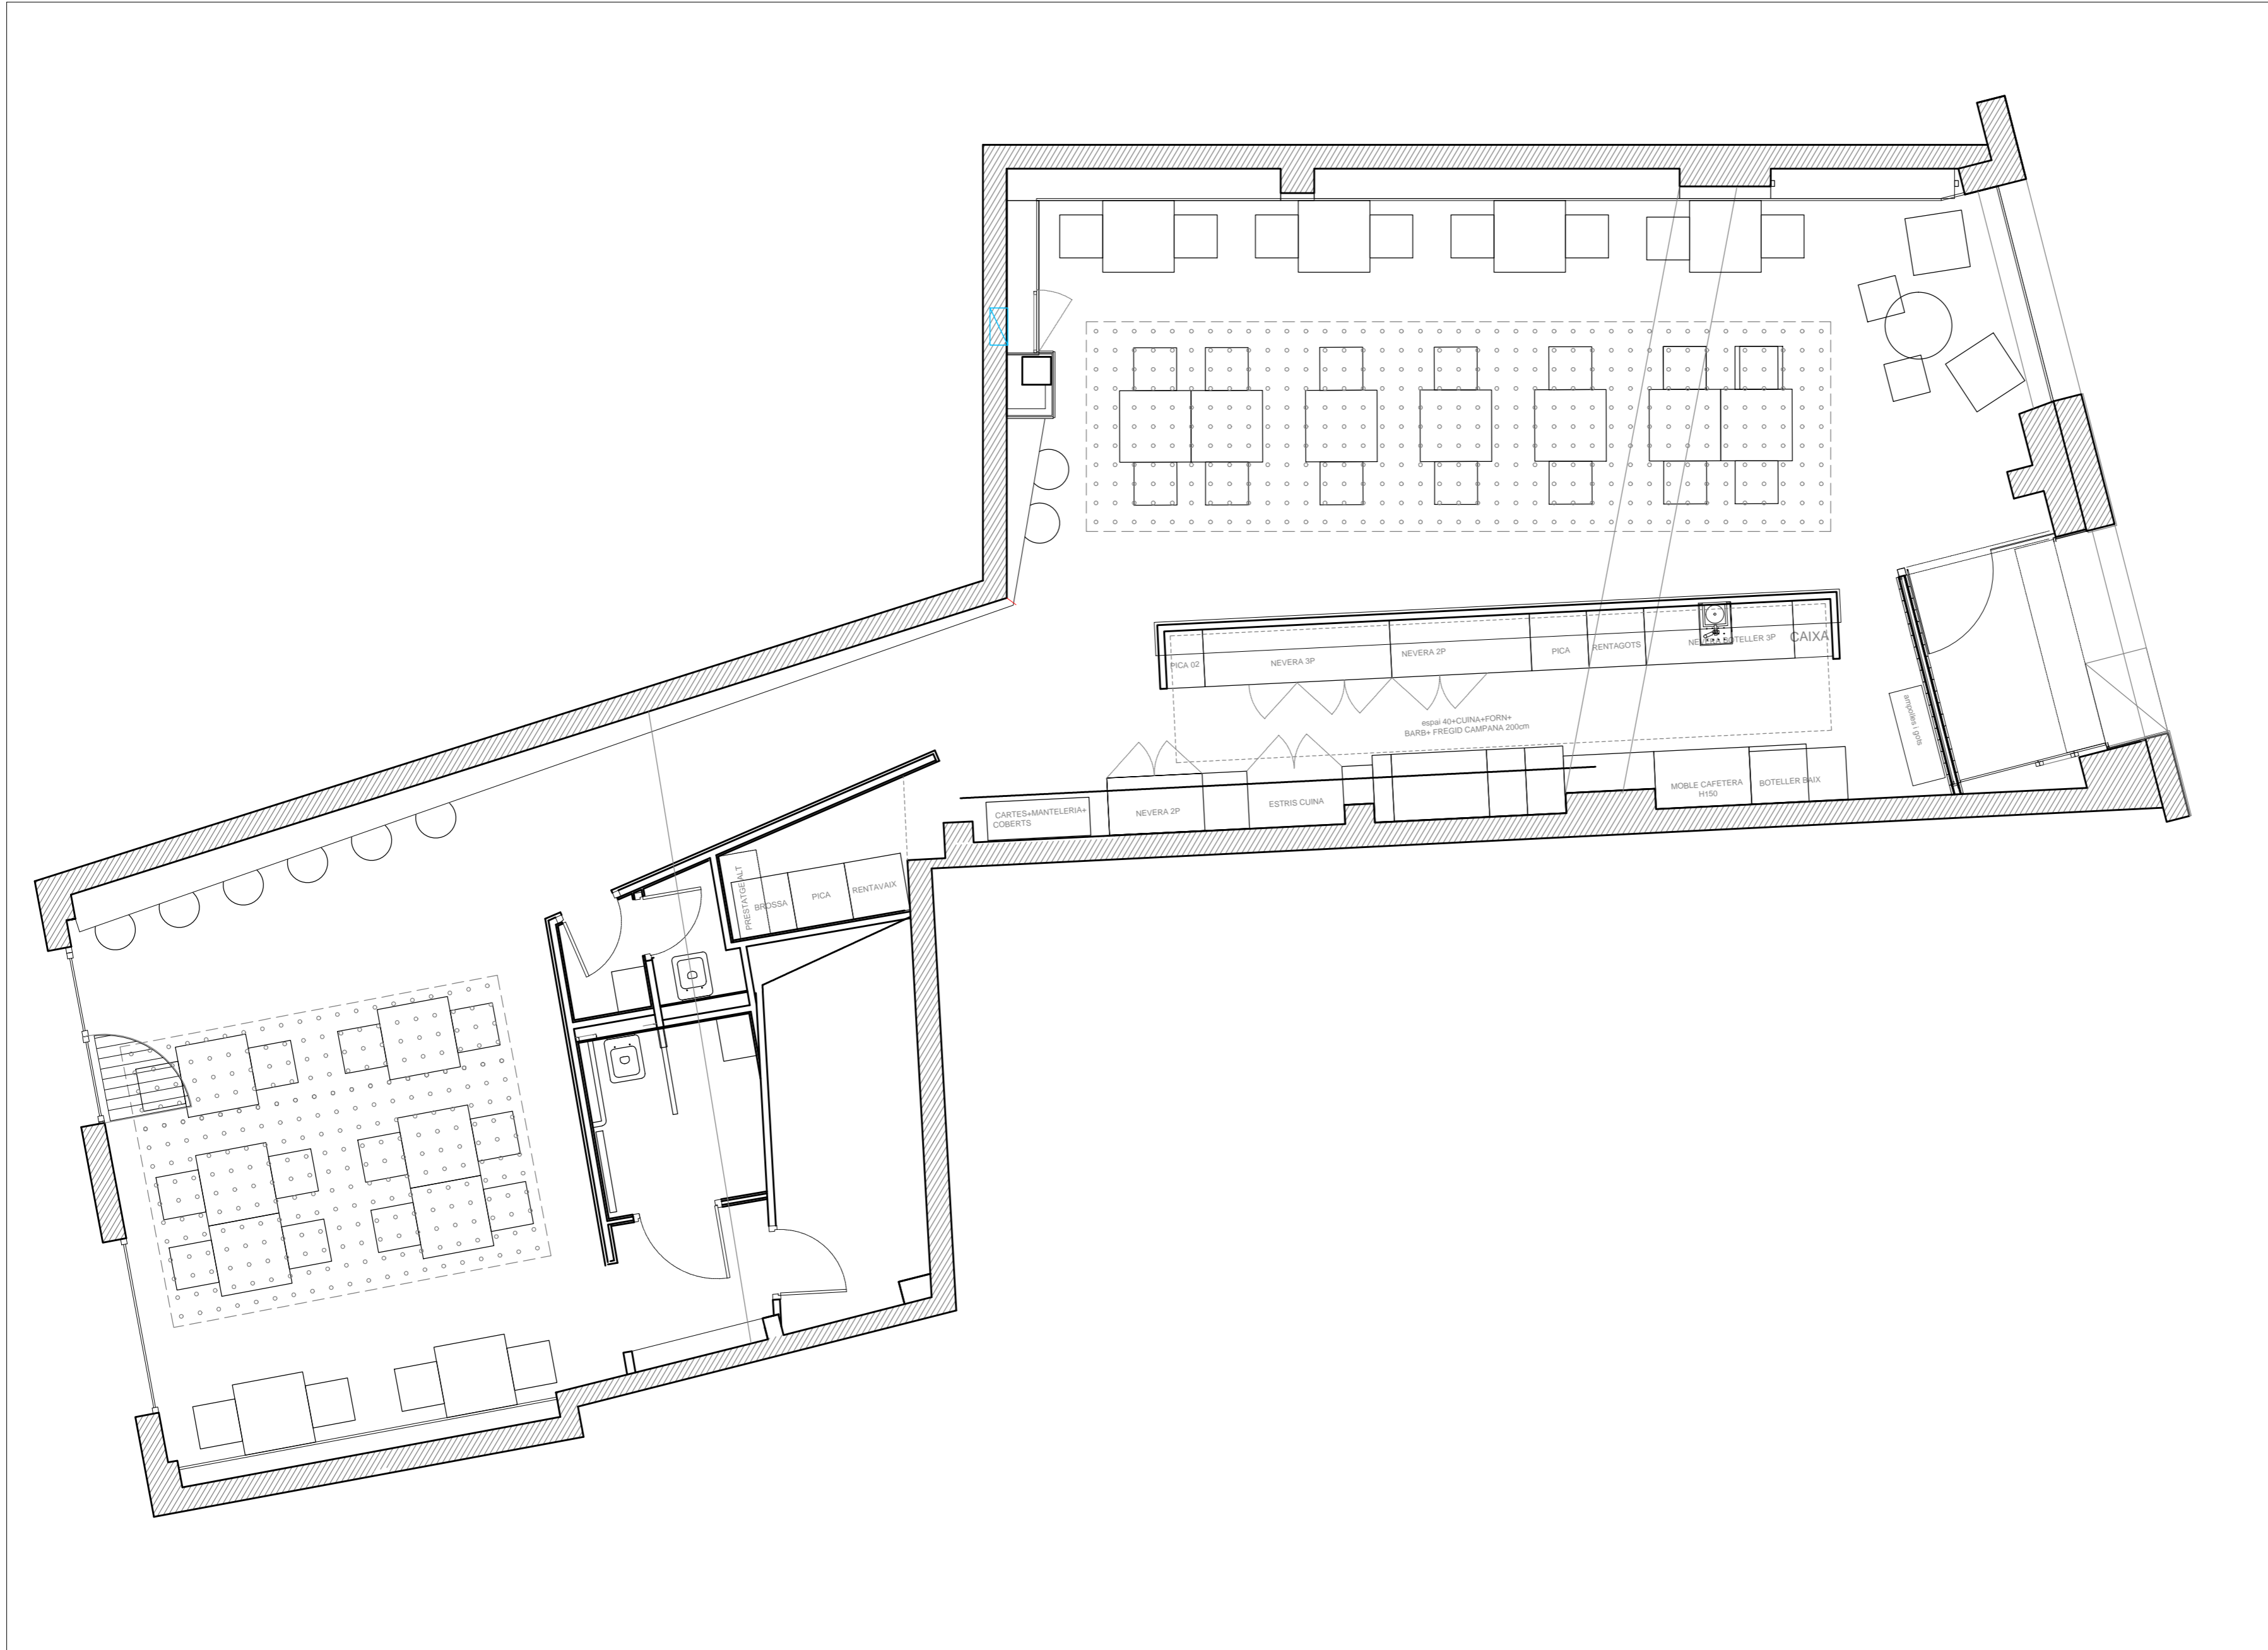 PICA 02
NEVERA 3P
NEVERA 2P
PICA
RENTAGOTS
NEVERA BOTELLER 3P
CAIXA
espai 40+CUINA+FORN+
BARB+ FREGID CAMPANA 200cm
ampolles i gots
CARTES+MANTELERIA+
COBERTS
NEVERA 2P
ESTRIS CUINA
MOBLE CAFETERA
H150
BOTELLER BAIX
PRESTATGE ALT
BROSSA
PICA
RENTAVAIX